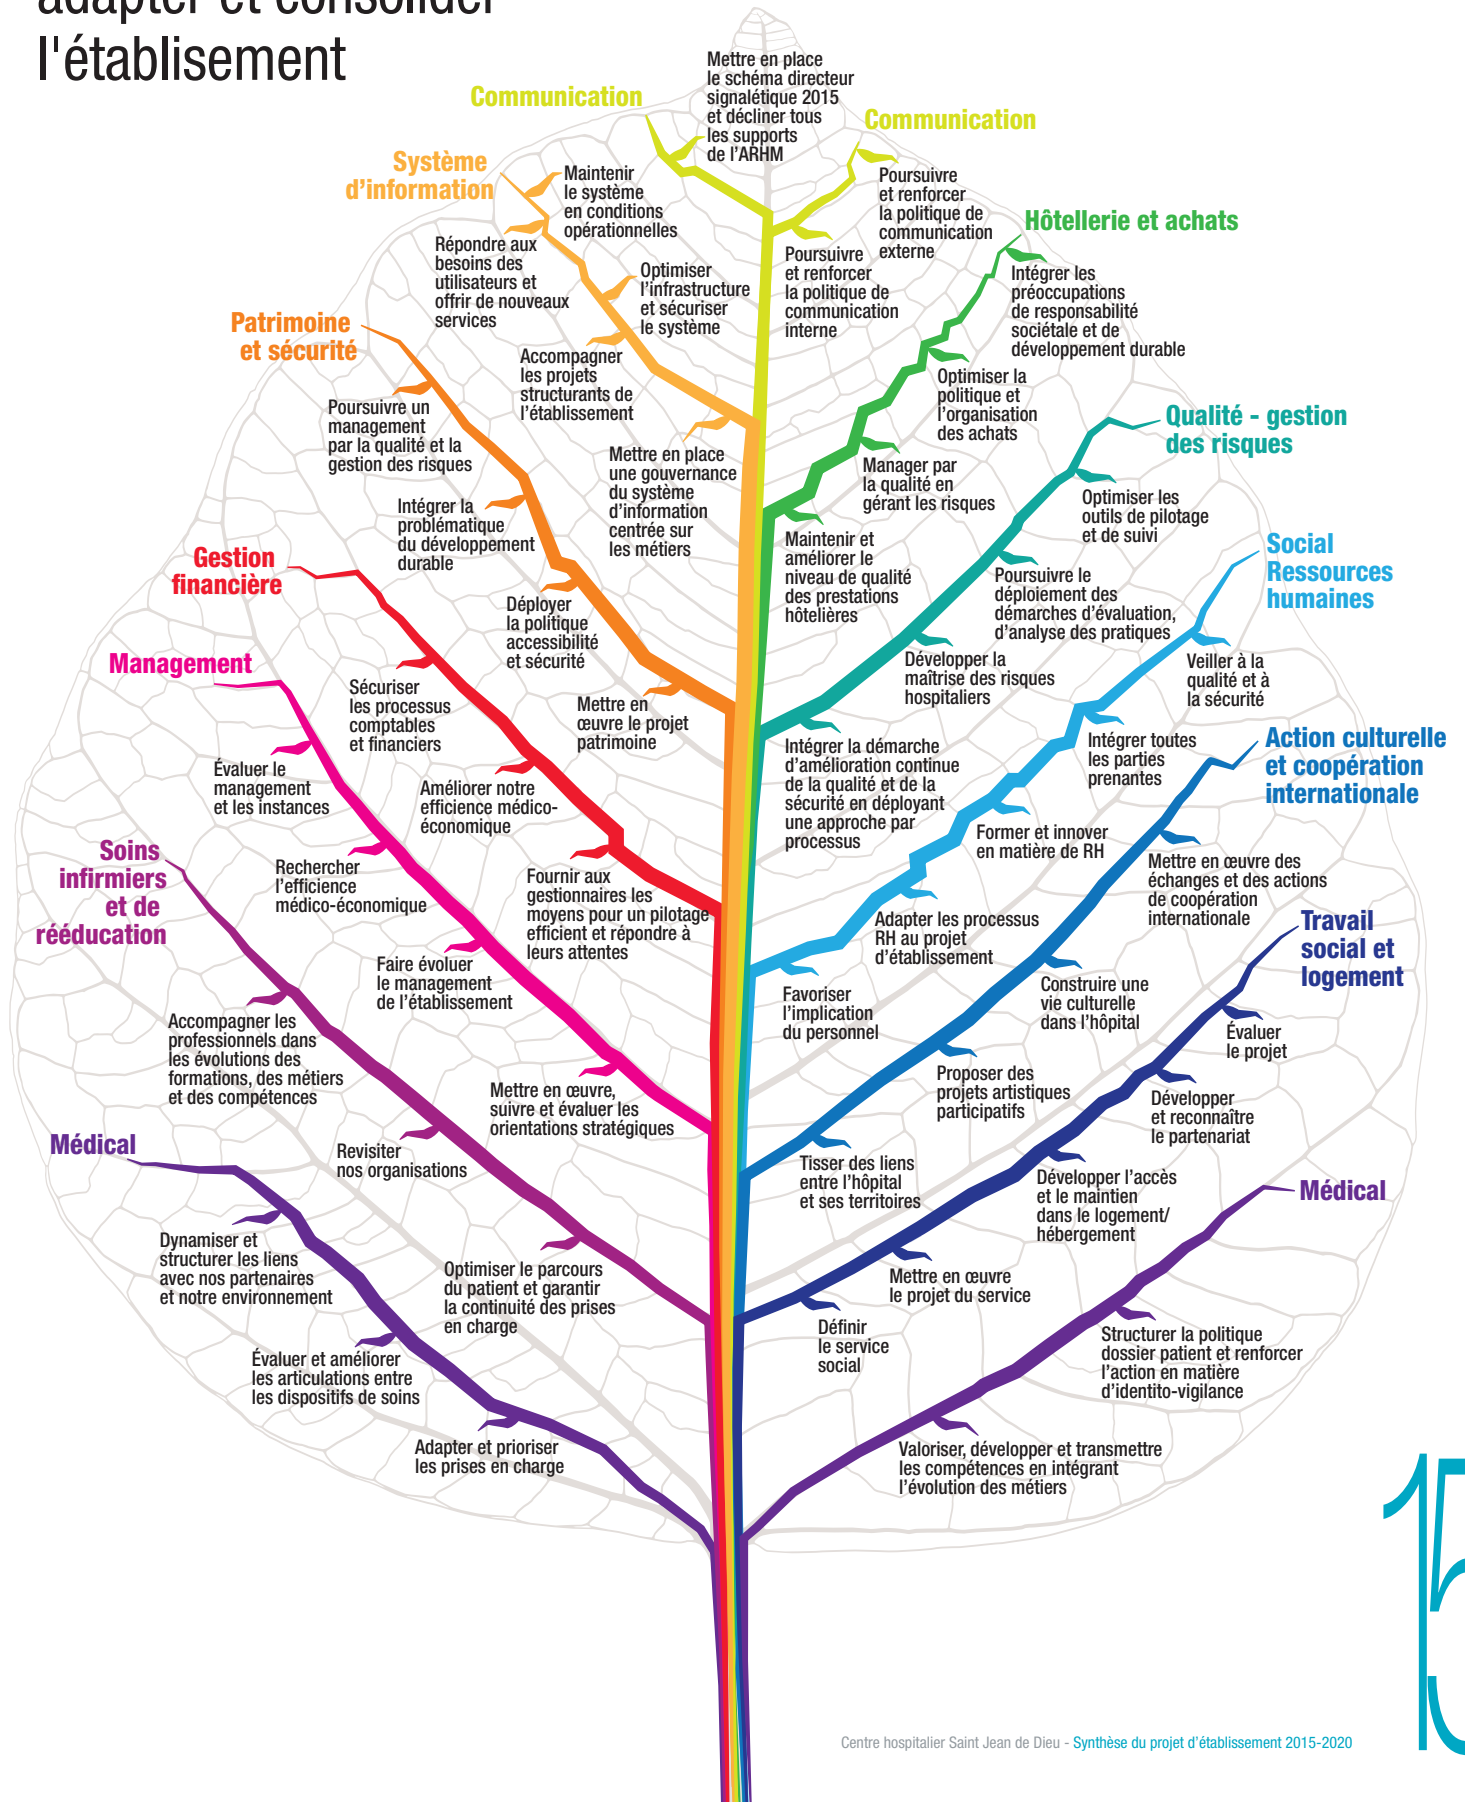 adapter et consolider
l'établisement
Communication
Mettre en place
le schéma directeur
signalétique 2015
et décliner tous
les supports
de l'ARHM
Communication
Poursuivre
et renforcer
la politique de
communication
externe
Poursuivre
et renforcer
la politique de
communication
interne
Système
d'information
Maintenir
le système
en conditions
opérationnelles
Répondre aux
besoins des
utilisateurs et
offrir de nouveaux
services
Optimiser
l'infrastructure
et sécuriser
le système
Accompagner
les projets
structurants de
l'établissement
Mettre en place
une gouvernance
du système
d'information
centrée sur
les métiers
Hôtellerie et achats
Intégrer les
préoccupations
de responsabilité
sociétale et de
développement durable
Optimiser la
politique et
l'organisation
des achats
Manager par
la qualité en
gérant les risques
Maintenir et
améliorer le
niveau de qualité
des prestations
hôtelières
Patrimoine
et sécurité
Poursuivre un
management
par la qualité et la
gestion des risques
Intégrer la
problématique
du développement
durable
Déployer
la politique
accessibilité
et sécurité
Mettre en
œuvre le projet
patrimoine
Qualité - gestion
des risques
Optimiser les
outils de pilotage
et de suivi
Poursuivre le
déploiement des
démarches d'évaluation,
d'analyse des pratiques
Développer la
maîtrise des risques
hospitaliers
Intégrer la démarche
d'amélioration continue
de la qualité et de la
sécurité en déployant
une approche par
processus
Gestion
financière
Sécuriser
les processus
comptables
et financiers
Améliorer notre
efficience médico-
économique
Fournir aux
gestionnaires les
moyens pour un pilotage
efficient et répondre à
leurs attentes
Social
Ressources
humaines
Veiller à la
qualité et à
la sécurité
Intégrer toutes
les parties
prenantes
Former et innover
en matière de RH
Adapter les processus
RH au projet
d'établissement
Favoriser
l'implication
du personnel
Management
Évaluer le
management
et les instances
Rechercher
l'efficience
médico-économique
Faire évoluer
le management
de l'établissement
Mettre en œuvre,
suivre et évaluer les
orientations stratégiques
Action culturelle
et coopération
internationale
Mettre en œuvre des
échanges et des actions
de coopération
internationale
Construire une
vie culturelle
dans l'hôpital
Proposer des
projets artistiques
participatifs
Tisser des liens
entre l'hôpital
et ses territoires
Soins
infirmiers
et de
rééducation
Accompagner les
professionnels dans
les évolutions des
formations, des métiers
et des compétences
Revisiter
nos organisations
Optimiser le parcours
du patient et garantir
la continuité des prises
en charge
Travail
social et
logement
Évaluer
le projet
Développer
et reconnaître
le partenariat
Développer l'accès
et le maintien
dans le logement/
hébergement
Mettre en œuvre
le projet du service
Définir
le service
social
Médical
Dynamiser et
structurer les liens
avec nos partenaires
et notre environnement
Évaluer et améliorer
les articulations entre
les dispositifs de soins
Adapter et prioriser
les prises en charge
Médical
Structurer la politique
dossier patient et renforcer
l'action en matière
d'identito-vigilance
Valoriser, développer et transmettre
les compétences en intégrant
l'évolution des métiers
15
Centre hospitalier Saint Jean de Dieu - Synthèse du projet d'établissement 2015-2020